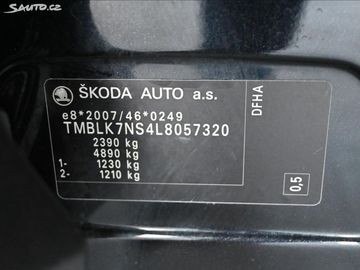 Sauto.cz
ŠKODA AUTO a.s.
e8*2007/46*0249
TMBLK7NS4L8057320
2390 kg
4890 kg
1- 1230 kg
2- 1210 kg
DFHA
0,5